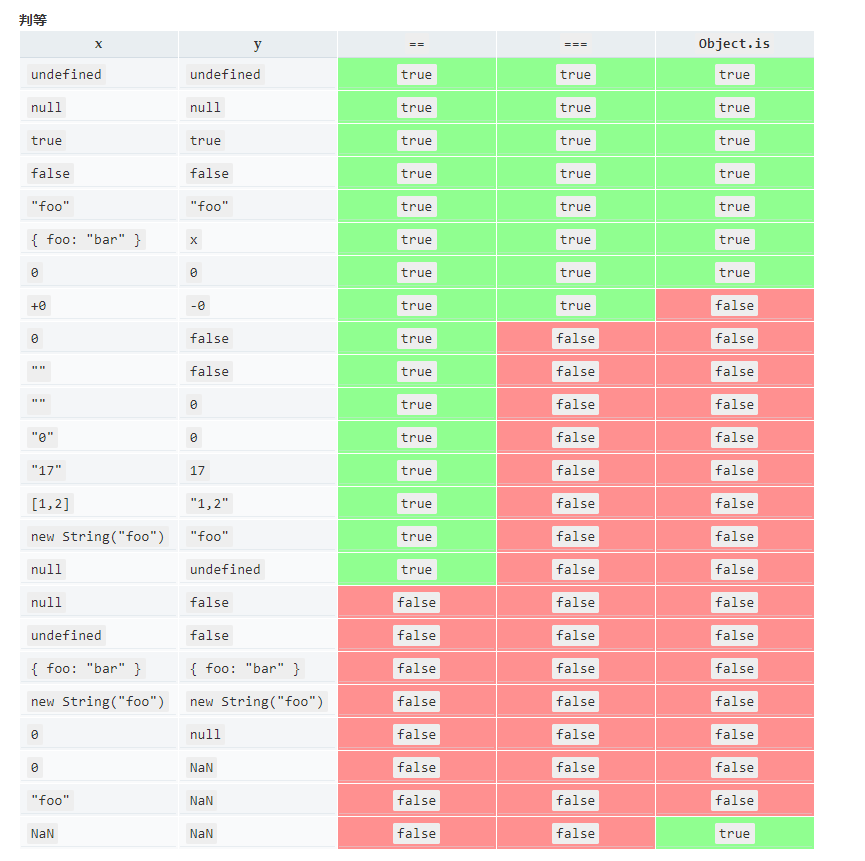 判等
x y == === Object.is
undefined undefined true true true
null null true true true
true true true true true
false false true true true
"foo" "foo" true true true
{ foo: "bar" } x true true true
0 0 true true true
+0 -0 true true false
0 false true false false
"" false true false false
"" 0 true false false
"0" 0 true false false
"17" 17 true false false
[1,2] "1,2" true false false
new String("foo") "foo" true false false
null undefined true false false
null false false false false
undefined false false false false
{ foo: "bar" } { foo: "bar" } false false false
new String("foo") new String("foo") false false false
0 null false false false
0 NaN false false false
"foo" NaN false false false
NaN NaN false false true